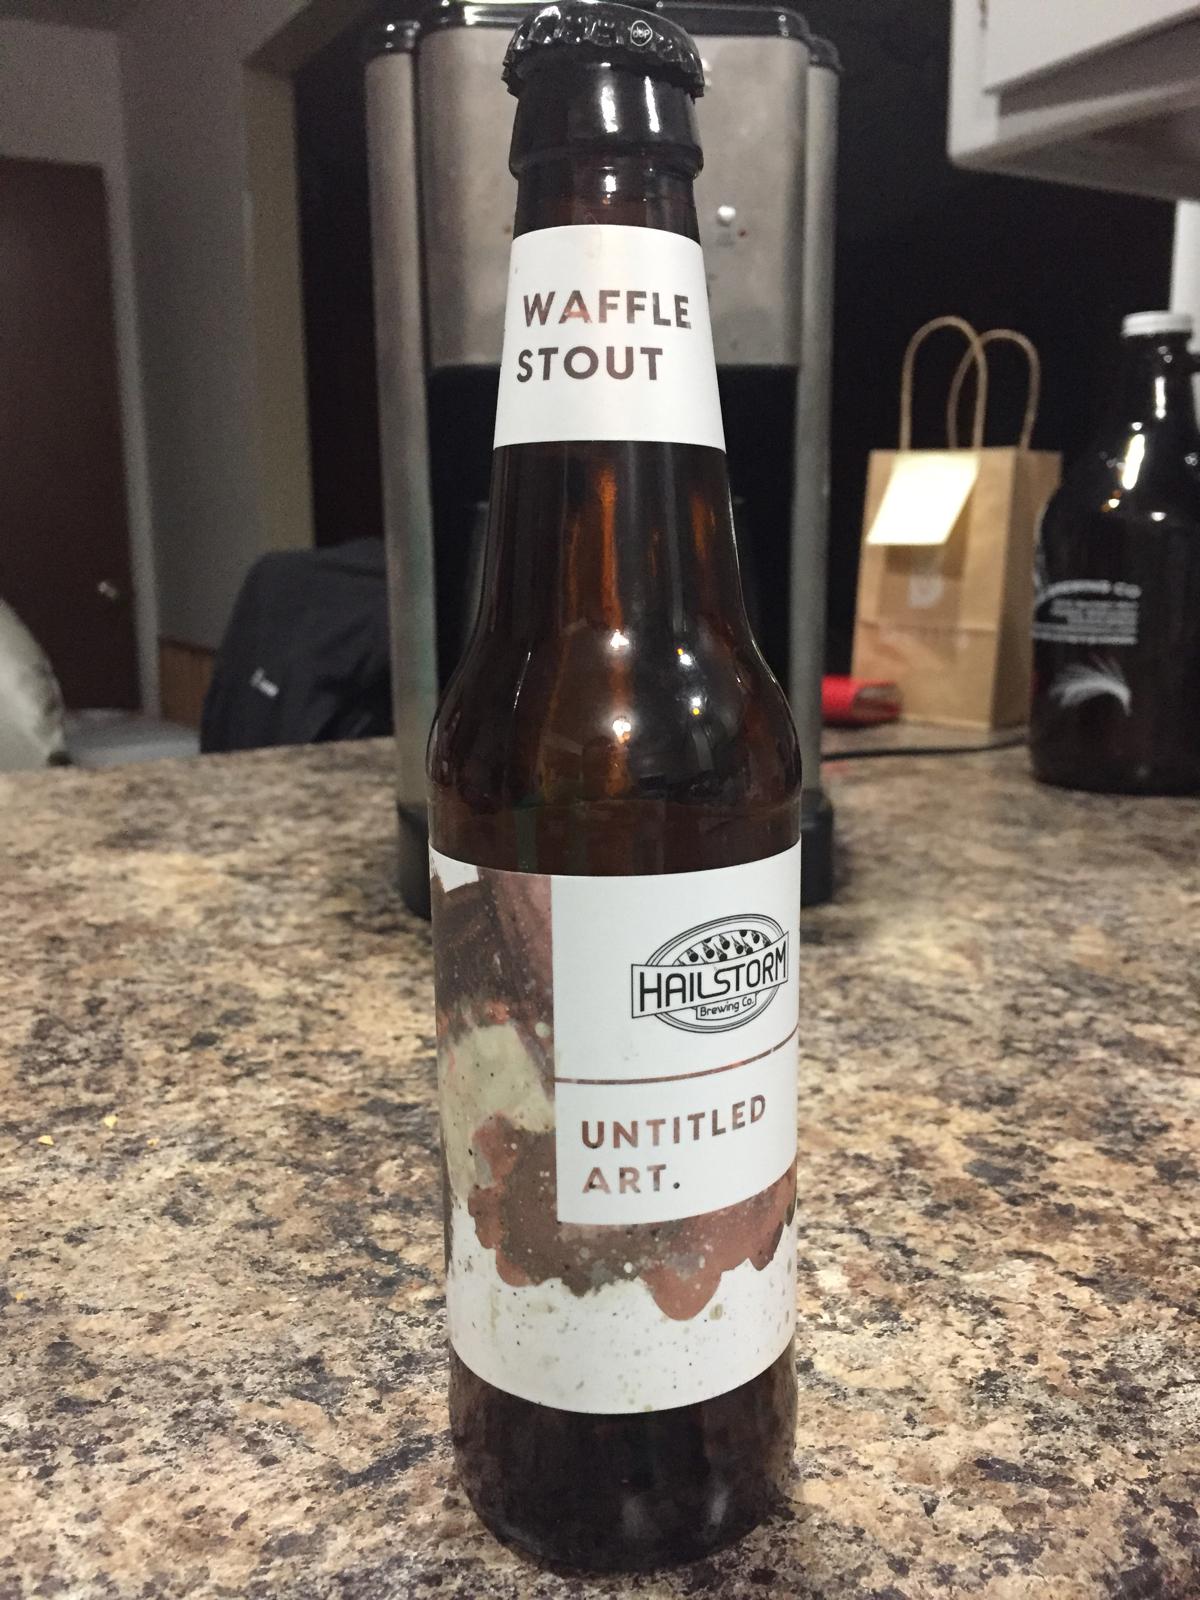 WAFFLE
STOUT
HAILSTORM
Brewing Co.
UNTITLED
ART.